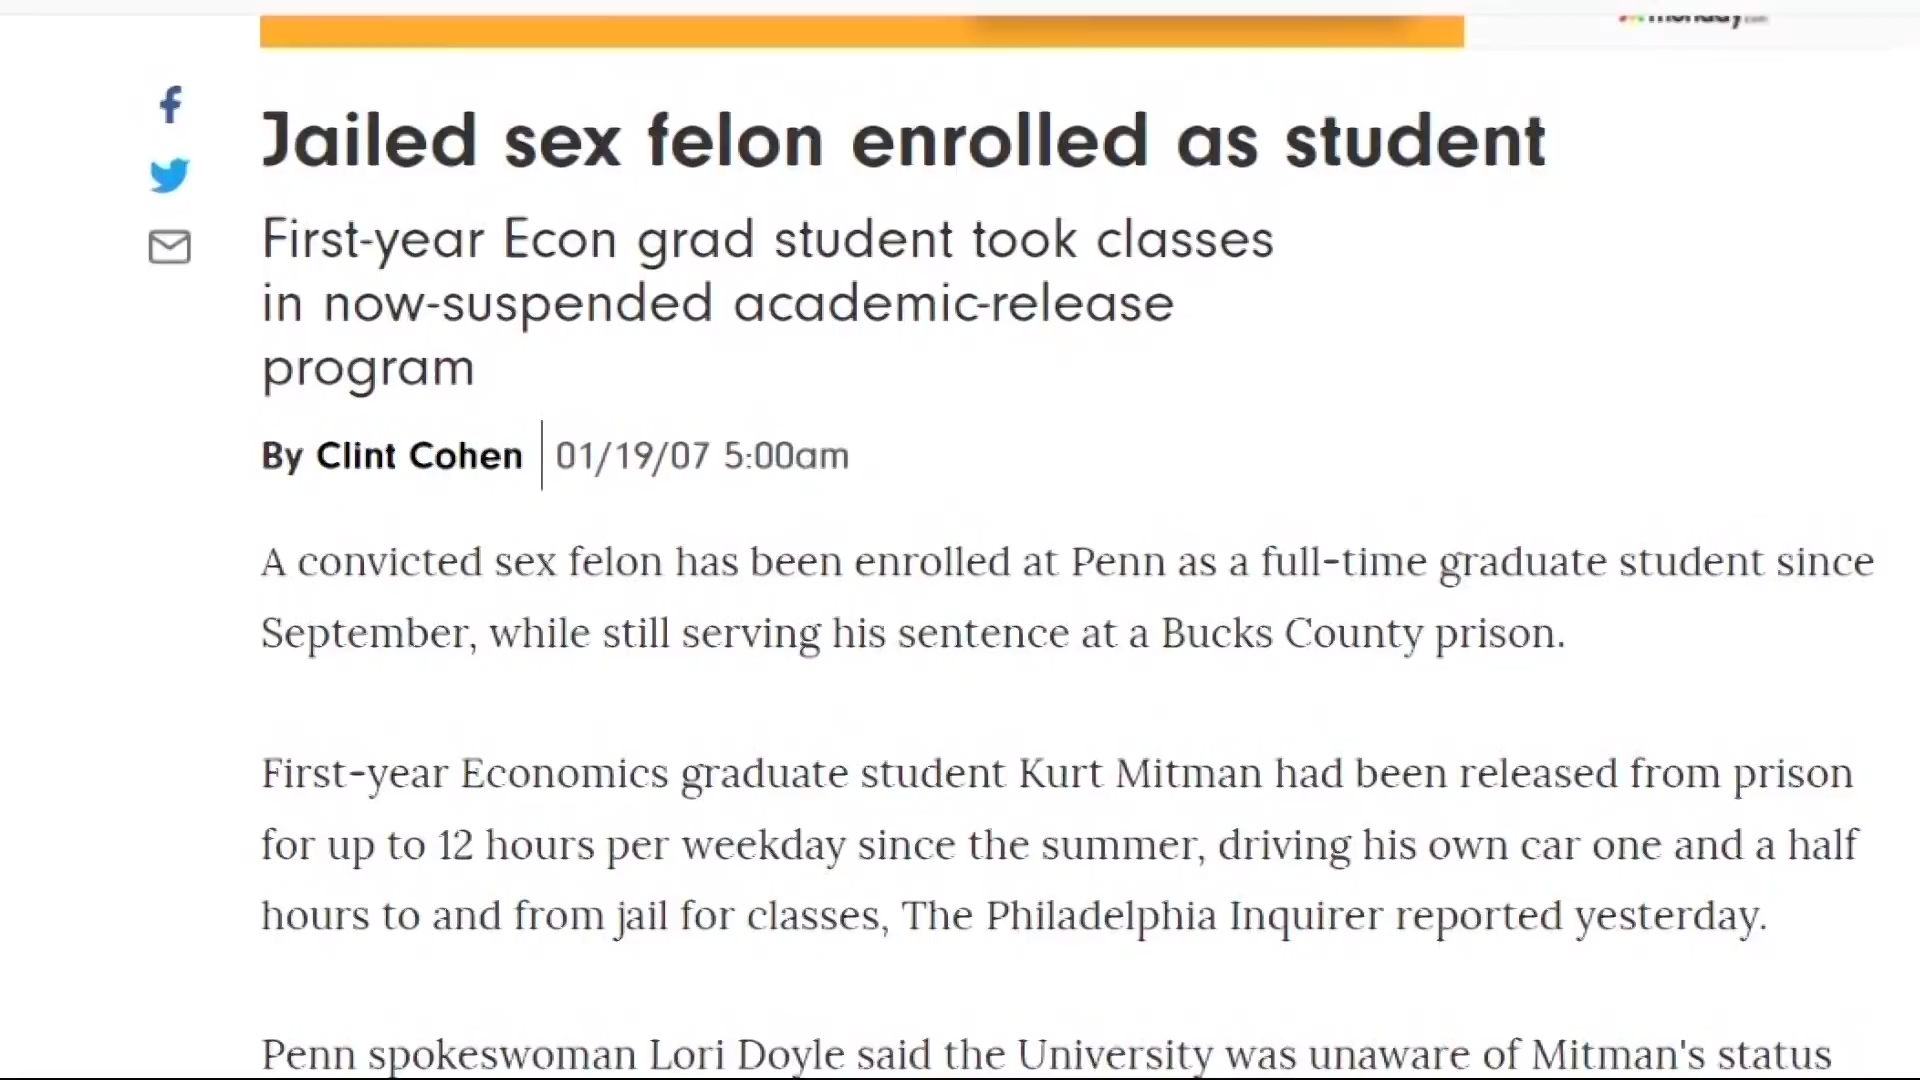 monday
Jailed sex felon enrolled as student
First-year Econ grad student took classes
in now-suspended academic-release
program
By Clint Cohen 01/19/07 5:00am
A convicted sex felon has been enrolled at Penn as a full-time graduate student since
September, while still serving his sentence at a Bucks County prison.
First-year Economics graduate student Kurt Mitman had been released from prison
for up to 12 hours per weekday since the summer, driving his own car one and a half
hours to and from jail for classes, The Philadelphia Inquirer reported yesterday.
Penn spokeswoman Lori Doyle said the University was unaware of Mitman's status